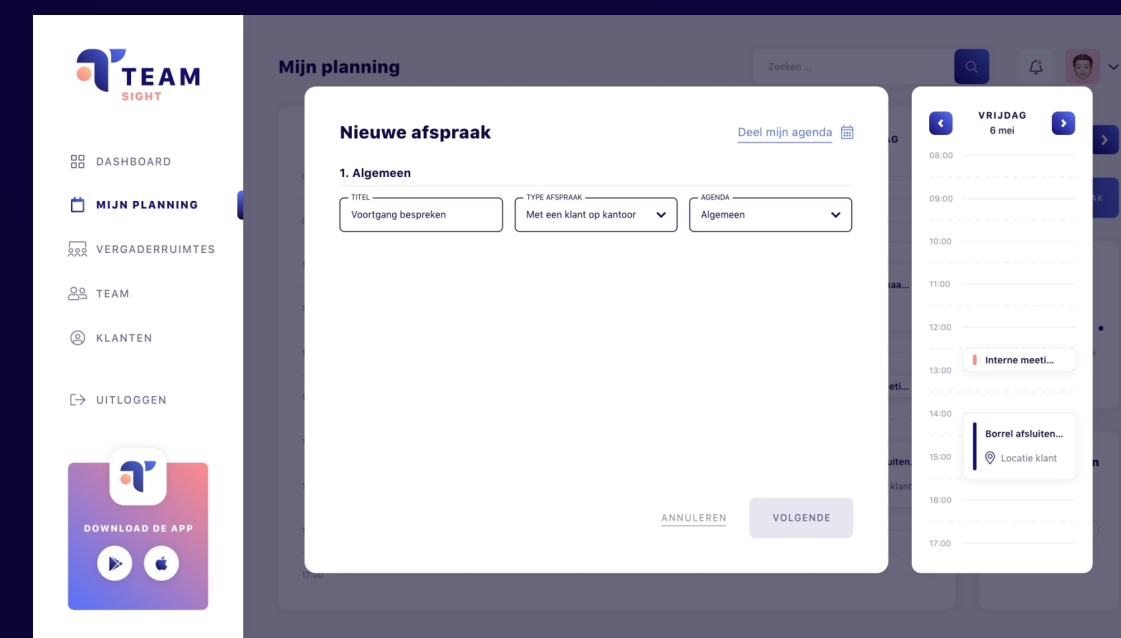 TEAM
SIGHT
DASHBOARD
MIJN PLANNING
VERGADERRUIMTES
TEAM
KLANTEN
UITLOGGEN
DOWNLOAD DE APP
Mijn planning
Zoeken ...
Nieuwe afspraak
Deel mijn agenda
1. Algemeen
TITEL
Voortgang bespreken
TYPE AFSPRAAK
Met een klant op kantoor
AGENDA
Algemeen
ANNULEREN
VOLGENDE
17:00
VRIJDAG
6 mei
08:00
09:00
10:00
11:00
12:00
Interne meeti...
13:00
14:00
Borrel afsluiten...
15:00
Locatie klant
16:00
17:00